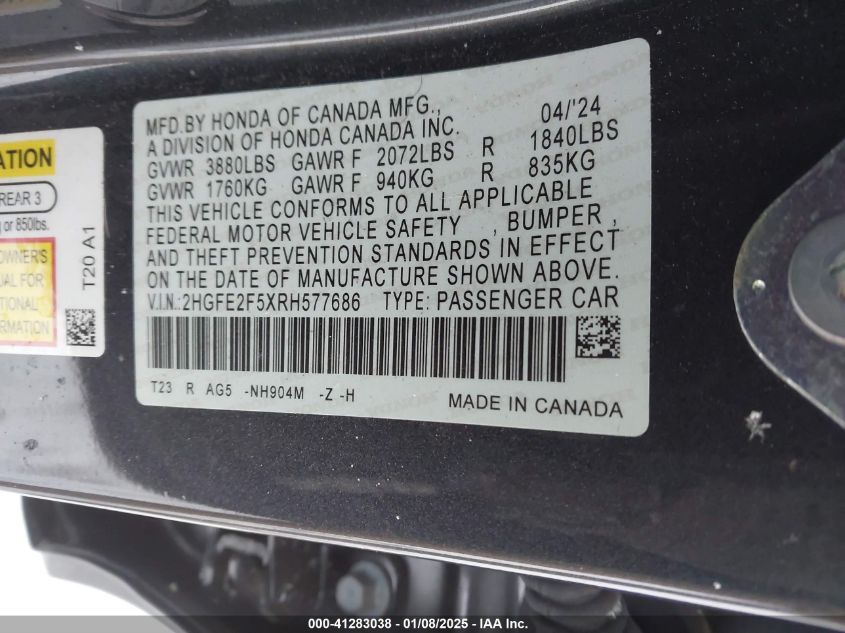 MFD.BY HONDA OF CANADA MFG., 04/'24
A DIVISION OF HONDA CANADA INC.
GVWR 3880LBS GAWR F 2072LBS R 1840LBS
GVWR 1760KG GAWR F 940KG R 835KG
THIS VEHICLE CONFORMS TO ALL APPLICABLE
FEDERAL MOTOR VEHICLE SAFETY , BUMPER ,
AND THEFT PREVENTION STANDARDS IN EFFECT
ON THE DATE OF MANUFACTURE SHOWN ABOVE.
V.I.N.:2HGFE2F5XRH577686 TYPE: PASSENGER CAR
T23 R AG5 -NH904M -Z -H
MADE IN CANADA
REAR 3
or 850lbs.
T20 A1
000-41283038 - 01/08/2025 - IAA Inc.